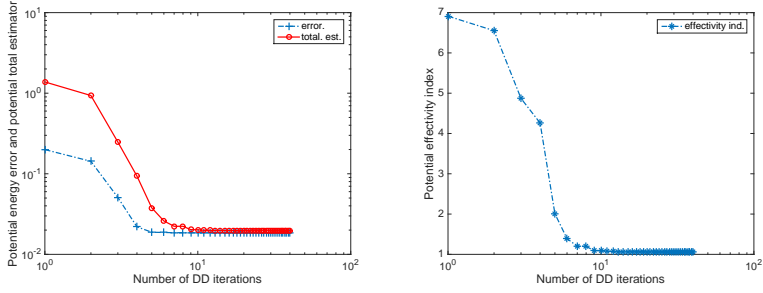 10^1
10^0
10^-1
10^-2
10^0
10^1
10^2
Potential energy error and potential total estimator
Number of DD iterations
error.
total. est.
7
6
5
4
3
2
1
10^0
10^1
10^2
Potential effectivity index
Number of DD iterations
effectivity ind.